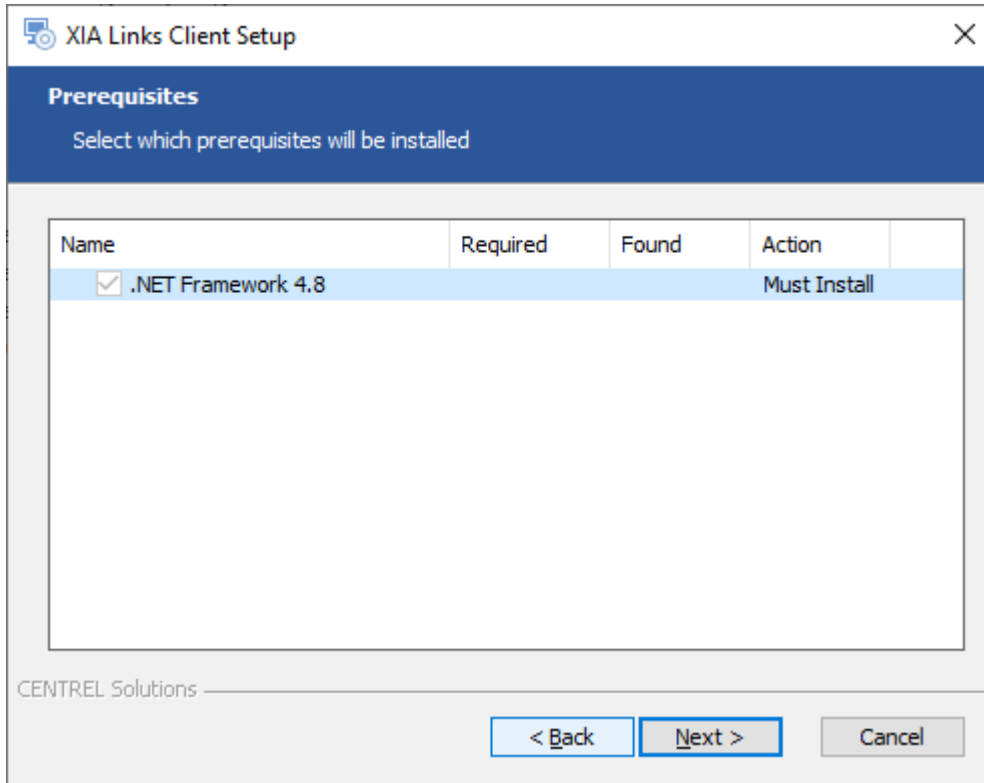 XIA Links Client Setup
Prerequisites
Select which prerequisites will be installed
Name Required Found Action
.NET Framework 4.8 Must Install
CENTREL Solutions
< Back Next > Cancel